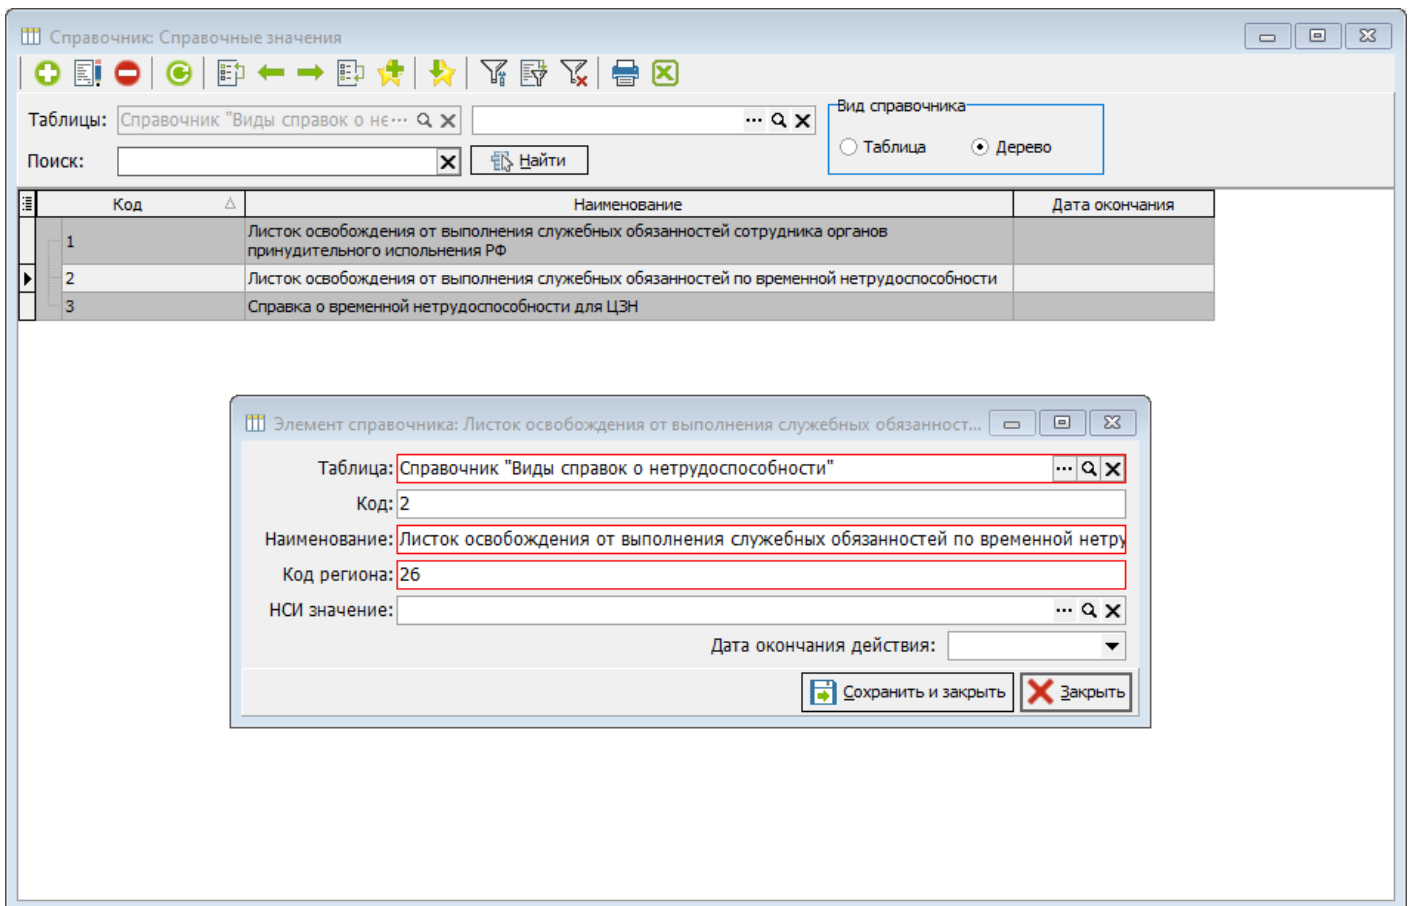 Справочник: Справочные значения
Таблицы: Справочник "Виды справок о не...
Вид справочника
Таблица Дерево
Поиск: Найти
Код Наименование Дата окончания
1 Листок освобождения от выполнения служебных обязанностей сотрудника органов
принудительного испольнения РФ
2 Листок освобождения от выполнения служебных обязанностей по временной нетрудоспособности
3 Справка о временной нетрудоспособности для ЦЗН
Элемент справочника: Листок освобождения от выполнения служебных обязанност...
Таблица: Справочник "Виды справок о нетрудоспособности"
Код: 2
Наименование: Листок освобождения от выполнения служебных обязанностей по временной нетру
Код региона: 26
НСИ значение:
Дата окончания действия:
Сохранить и закрыть Закрыть